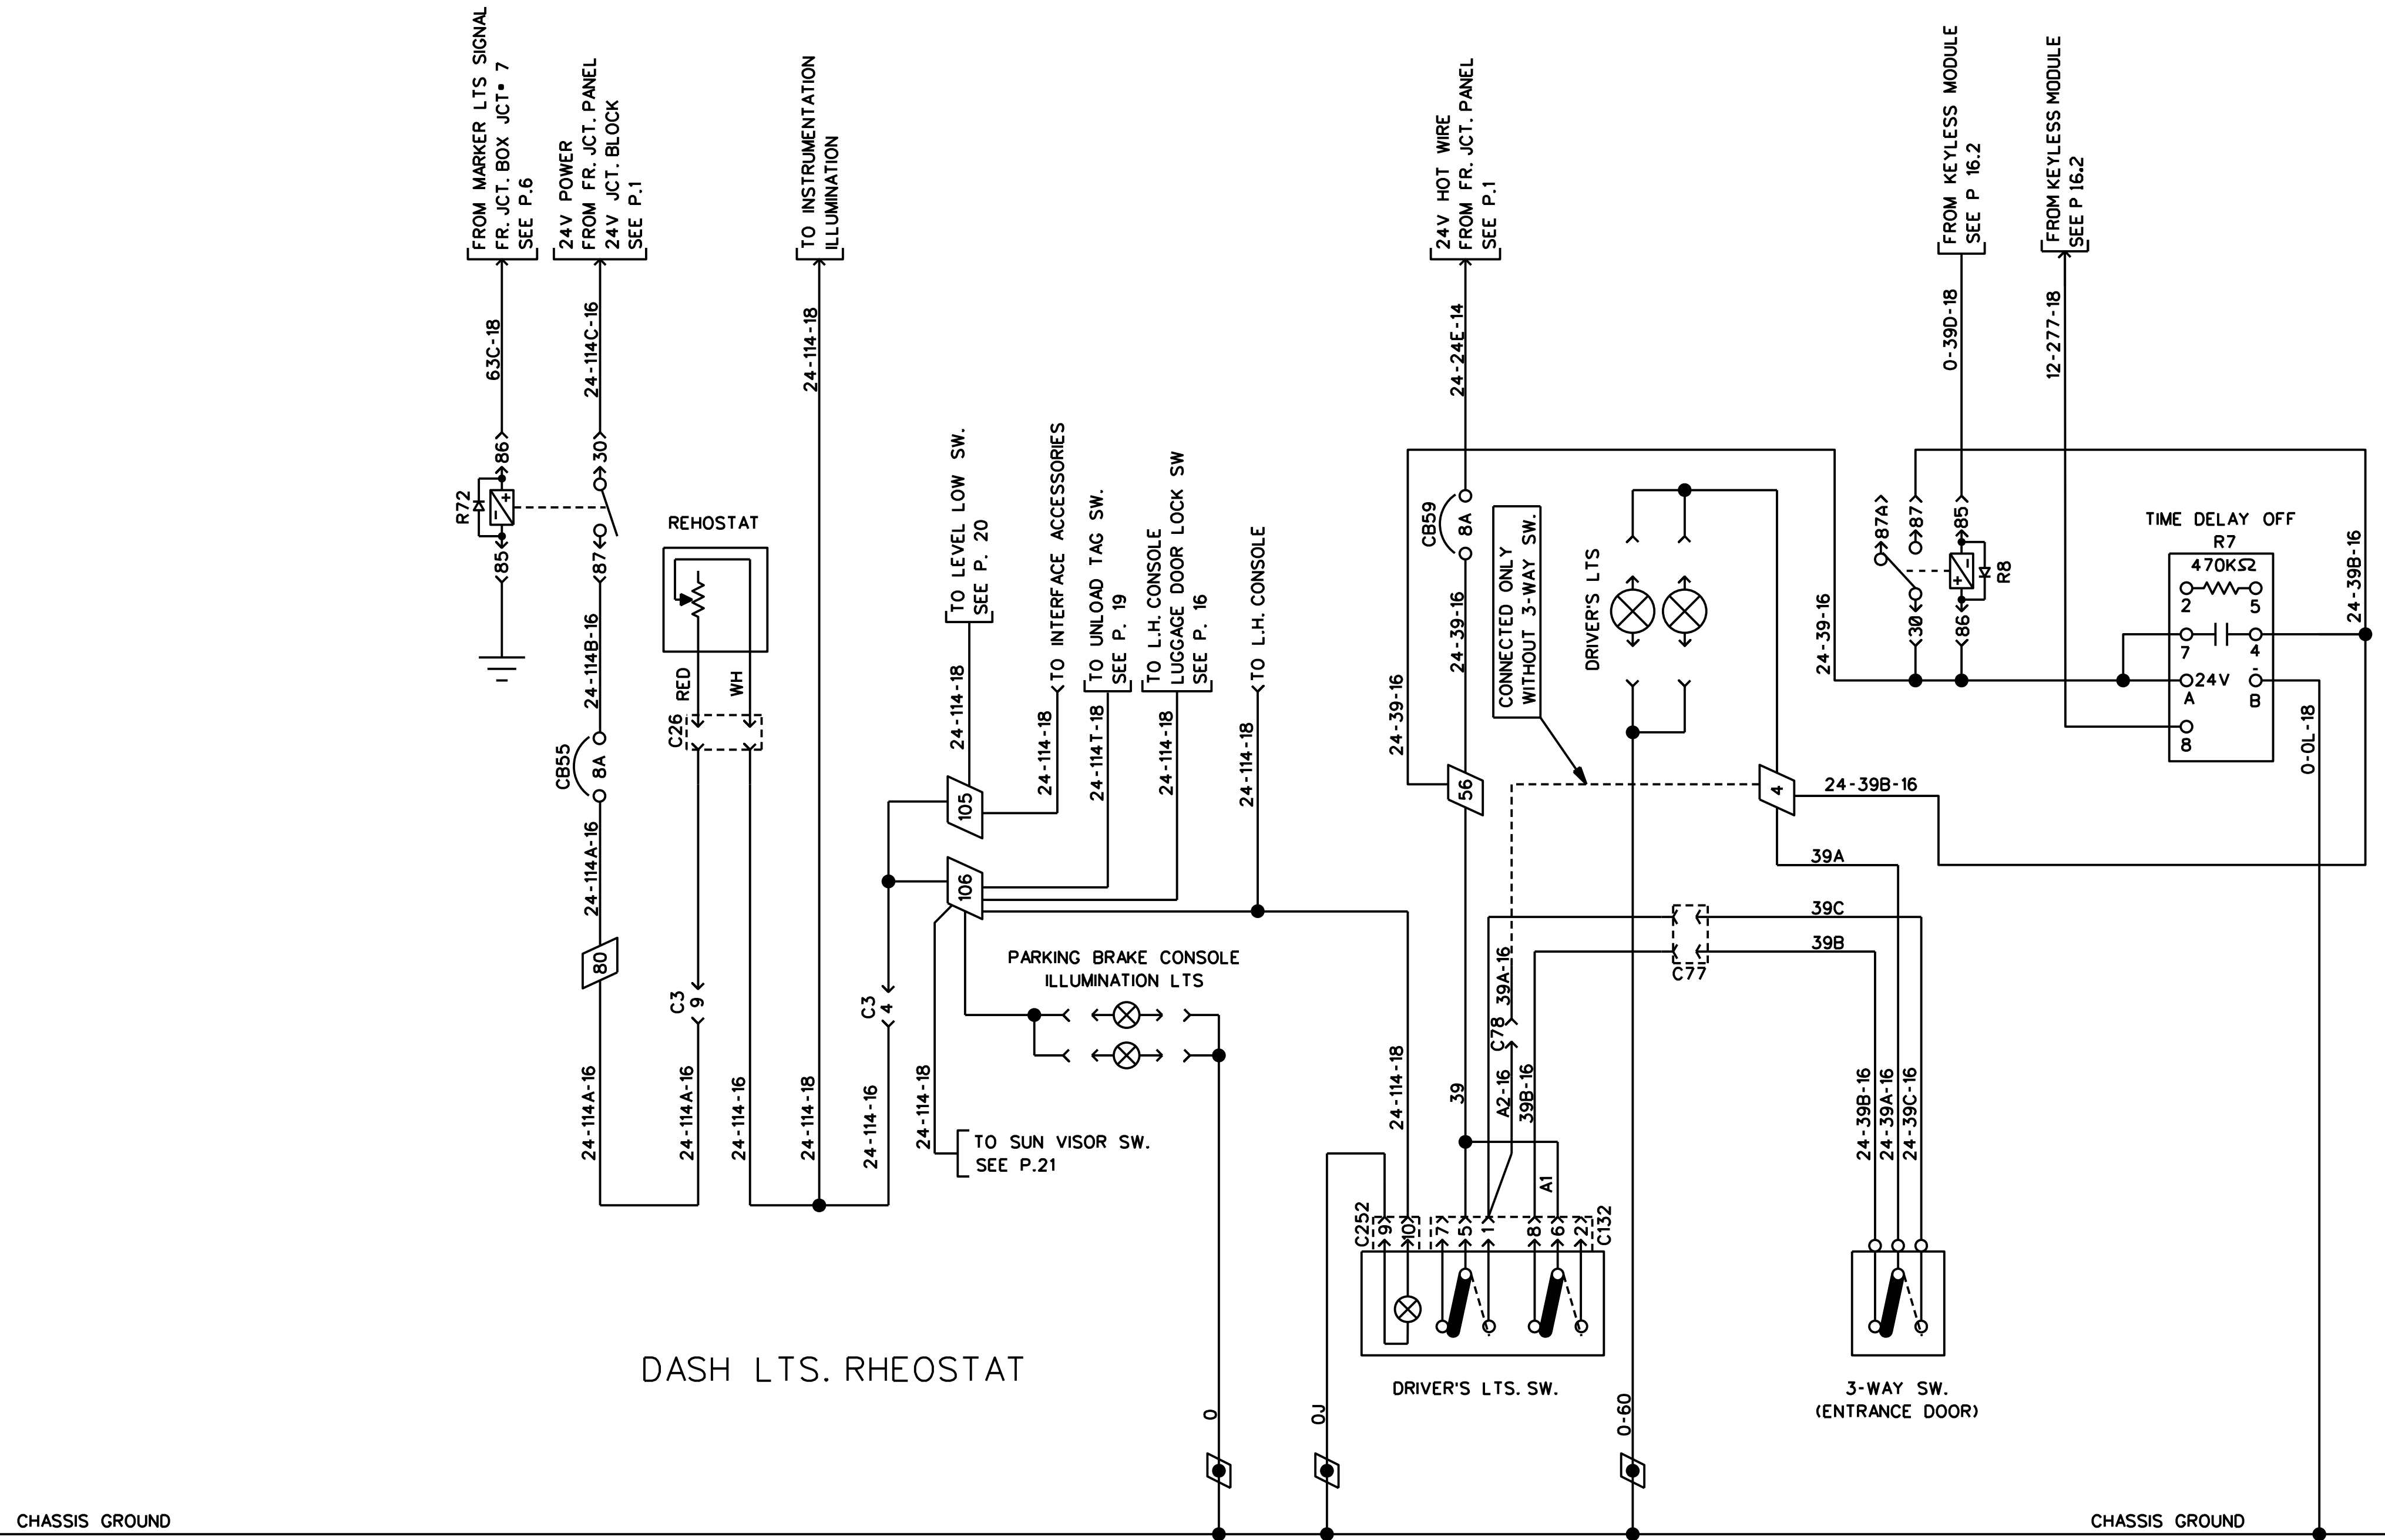 FROM MARKER LTS SIGNAL
FR. JCT. BOX JCT• 7
SEE P.6
24V POWER
FROM FR. JCT. PANEL
24V JCT. BLOCK
SEE P.1
TO INSTRUMENTATION
ILLUMINATION
24V HOT WIRE
FROM FR. JCT. PANEL
SEE P.1
FROM KEYLESS MODULE
SEE P 16.2
FROM KEYLESS MODULE
SEE P 16.2
63C-18
24-114C-16
24-114-18
24-24E-14
0-39D-18
12-277-18
86
30
R72
85
87
REHOSTAT
RED
WH
C26
24-114B-16
CB55
8A
24-114A-16
80
TO LEVEL LOW SW.
SEE P. 20
TO INTERFACE ACCESSORIES
TO UNLOAD TAG SW.
SEE P. 19
TO L.H. CONSOLE
LUGGAGE DOOR LOCK SW
SEE P. 16
TO L.H. CONSOLE
24-114-18
24-114-18
24-114T-18
24-114-18
24-114-18
105
106
CB59
8A
24-39-16
24-39-16
CONNECTED ONLY
WITHOUT 3-WAY SW.
DRIVER'S LTS
24-39-16
56
4
24-39B-16
87A
87
85
30
86
R8
TIME DELAY OFF
R7
470KΩ
2
5
7
4
24V
-
A
B
8
24-39B-16
0-0L-18
39A
39C
39B
C77
PARKING BRAKE CONSOLE
ILLUMINATION LTS
C3
9
C3
4
24-114A-16
24-114A-16
24-114-16
24-114-18
24-114-16
24-114-18
TO SUN VISOR SW.
SEE P.21
24-114-18
39
39A-16
C78
A2-16
39B-16
A1
24-39B-16
24-39A-16
24-39C-16
C252
9
10
7
5
1
8
6
2
C132
DRIVER'S LTS. SW.
3-WAY SW.
(ENTRANCE DOOR)
DASH LTS. RHEOSTAT
0
0J
0-60
CHASSIS GROUND
CHASSIS GROUND